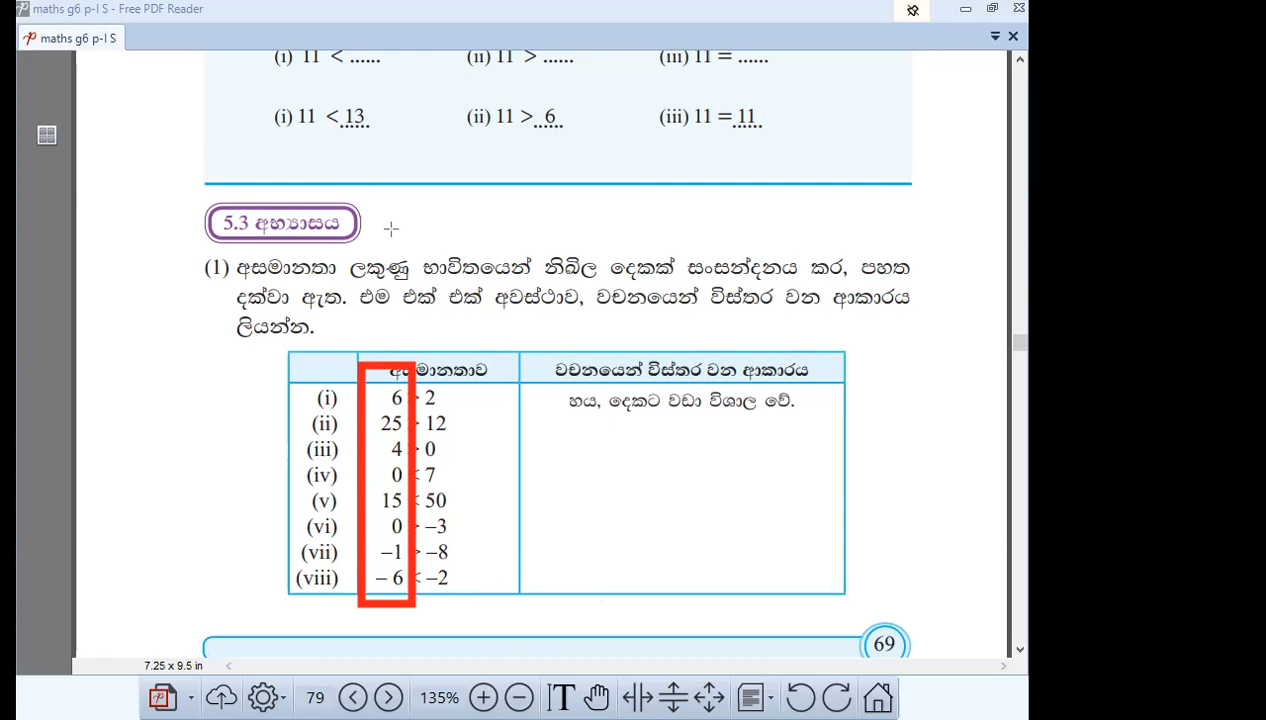 maths g6 p-I S - Free PDF Reader
maths g6 p-I S
(i) 11 < ...... (ii) 11 > ...... (iii) 11 = ......
(i) 11 < 13 (ii) 11 > 6 (iii) 11 = 11
5.3 අභ්‍යාසය
(1) අසමානතා ලකුණු භාවිතයෙන් නිඛිල දෙකක් සංසන්දනය කර, පහත
දක්වා ඇත. එම එක් එක් අවස්ථාව, වචනයෙන් විස්තර වන ආකාරය
ලියන්න.
අසමානතාව වචනයෙන් විස්තර වන ආකාරය
(i) 6 > 2 හය, දෙකට වඩා විශාල වේ.
(ii) 25 > 12
(iii) 4 > 0
(iv) 0 < 7
(v) 15 < 50
(vi) 0 > –3
(vii) –1 > –8
(viii) – 6 < –2
69
7.25 x 9.5 in
79 135%